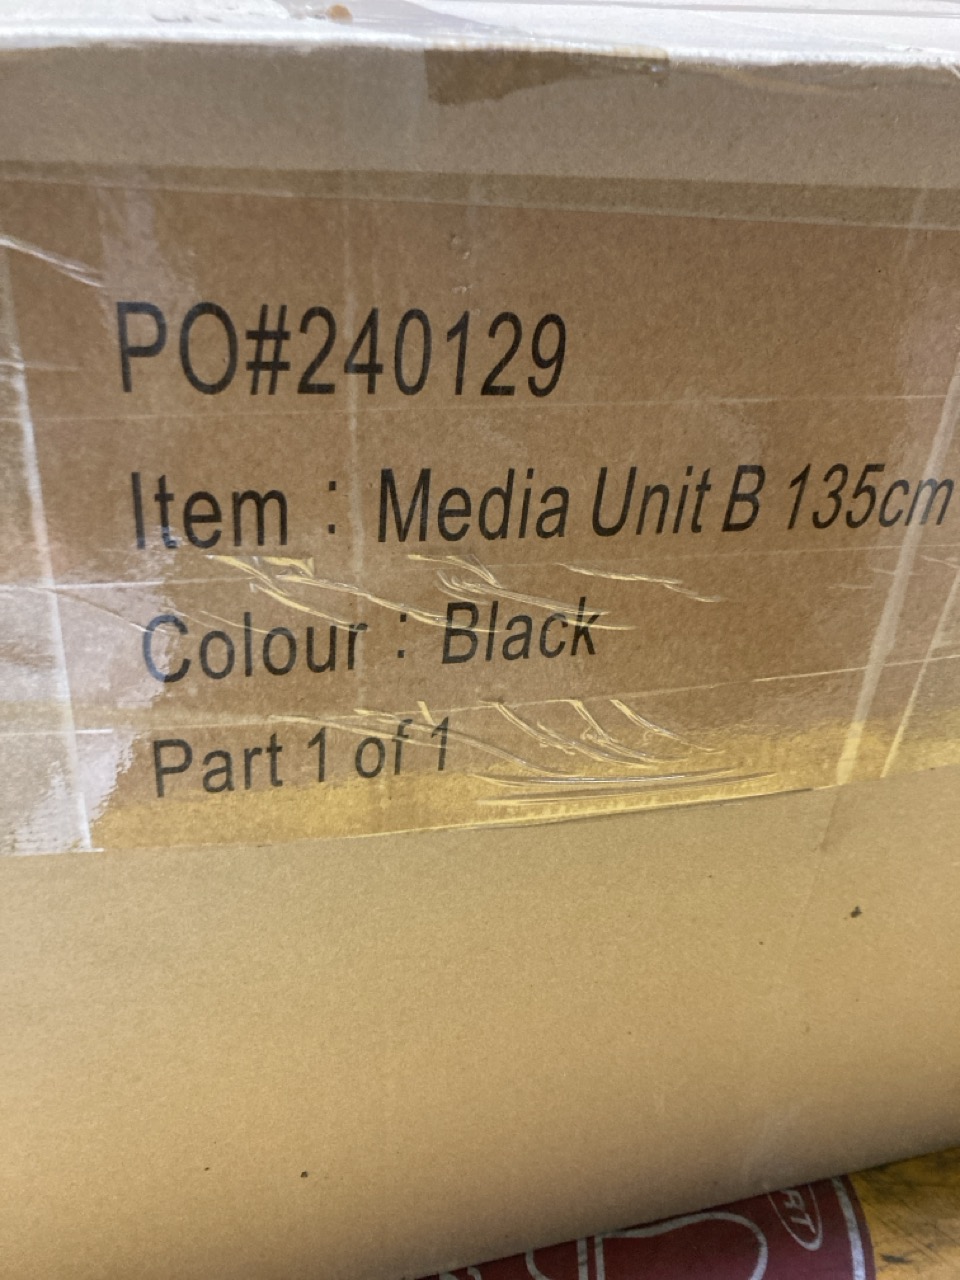 PO#240129
Item : Media Unit B 135cm
Colour : Black
Part 1 of 1